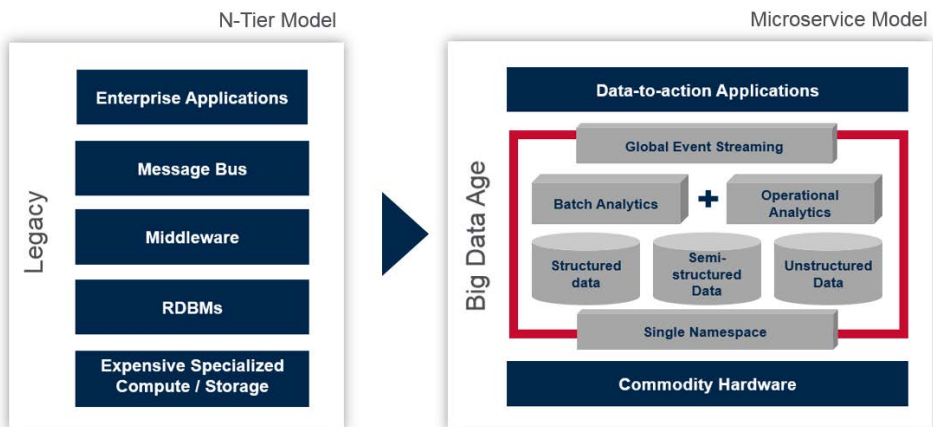 N-Tier Model
Legacy
Enterprise Applications
Message Bus
Middleware
RDBMs
Expensive Specialized
Compute / Storage
Microservice Model
Big Data Age
Data-to-action Applications
Global Event Streaming
Batch Analytics
Operational
Analytics
Structured
data
Semi-
structured
Data
Unstructured
Data
Single Namespace
Commodity Hardware